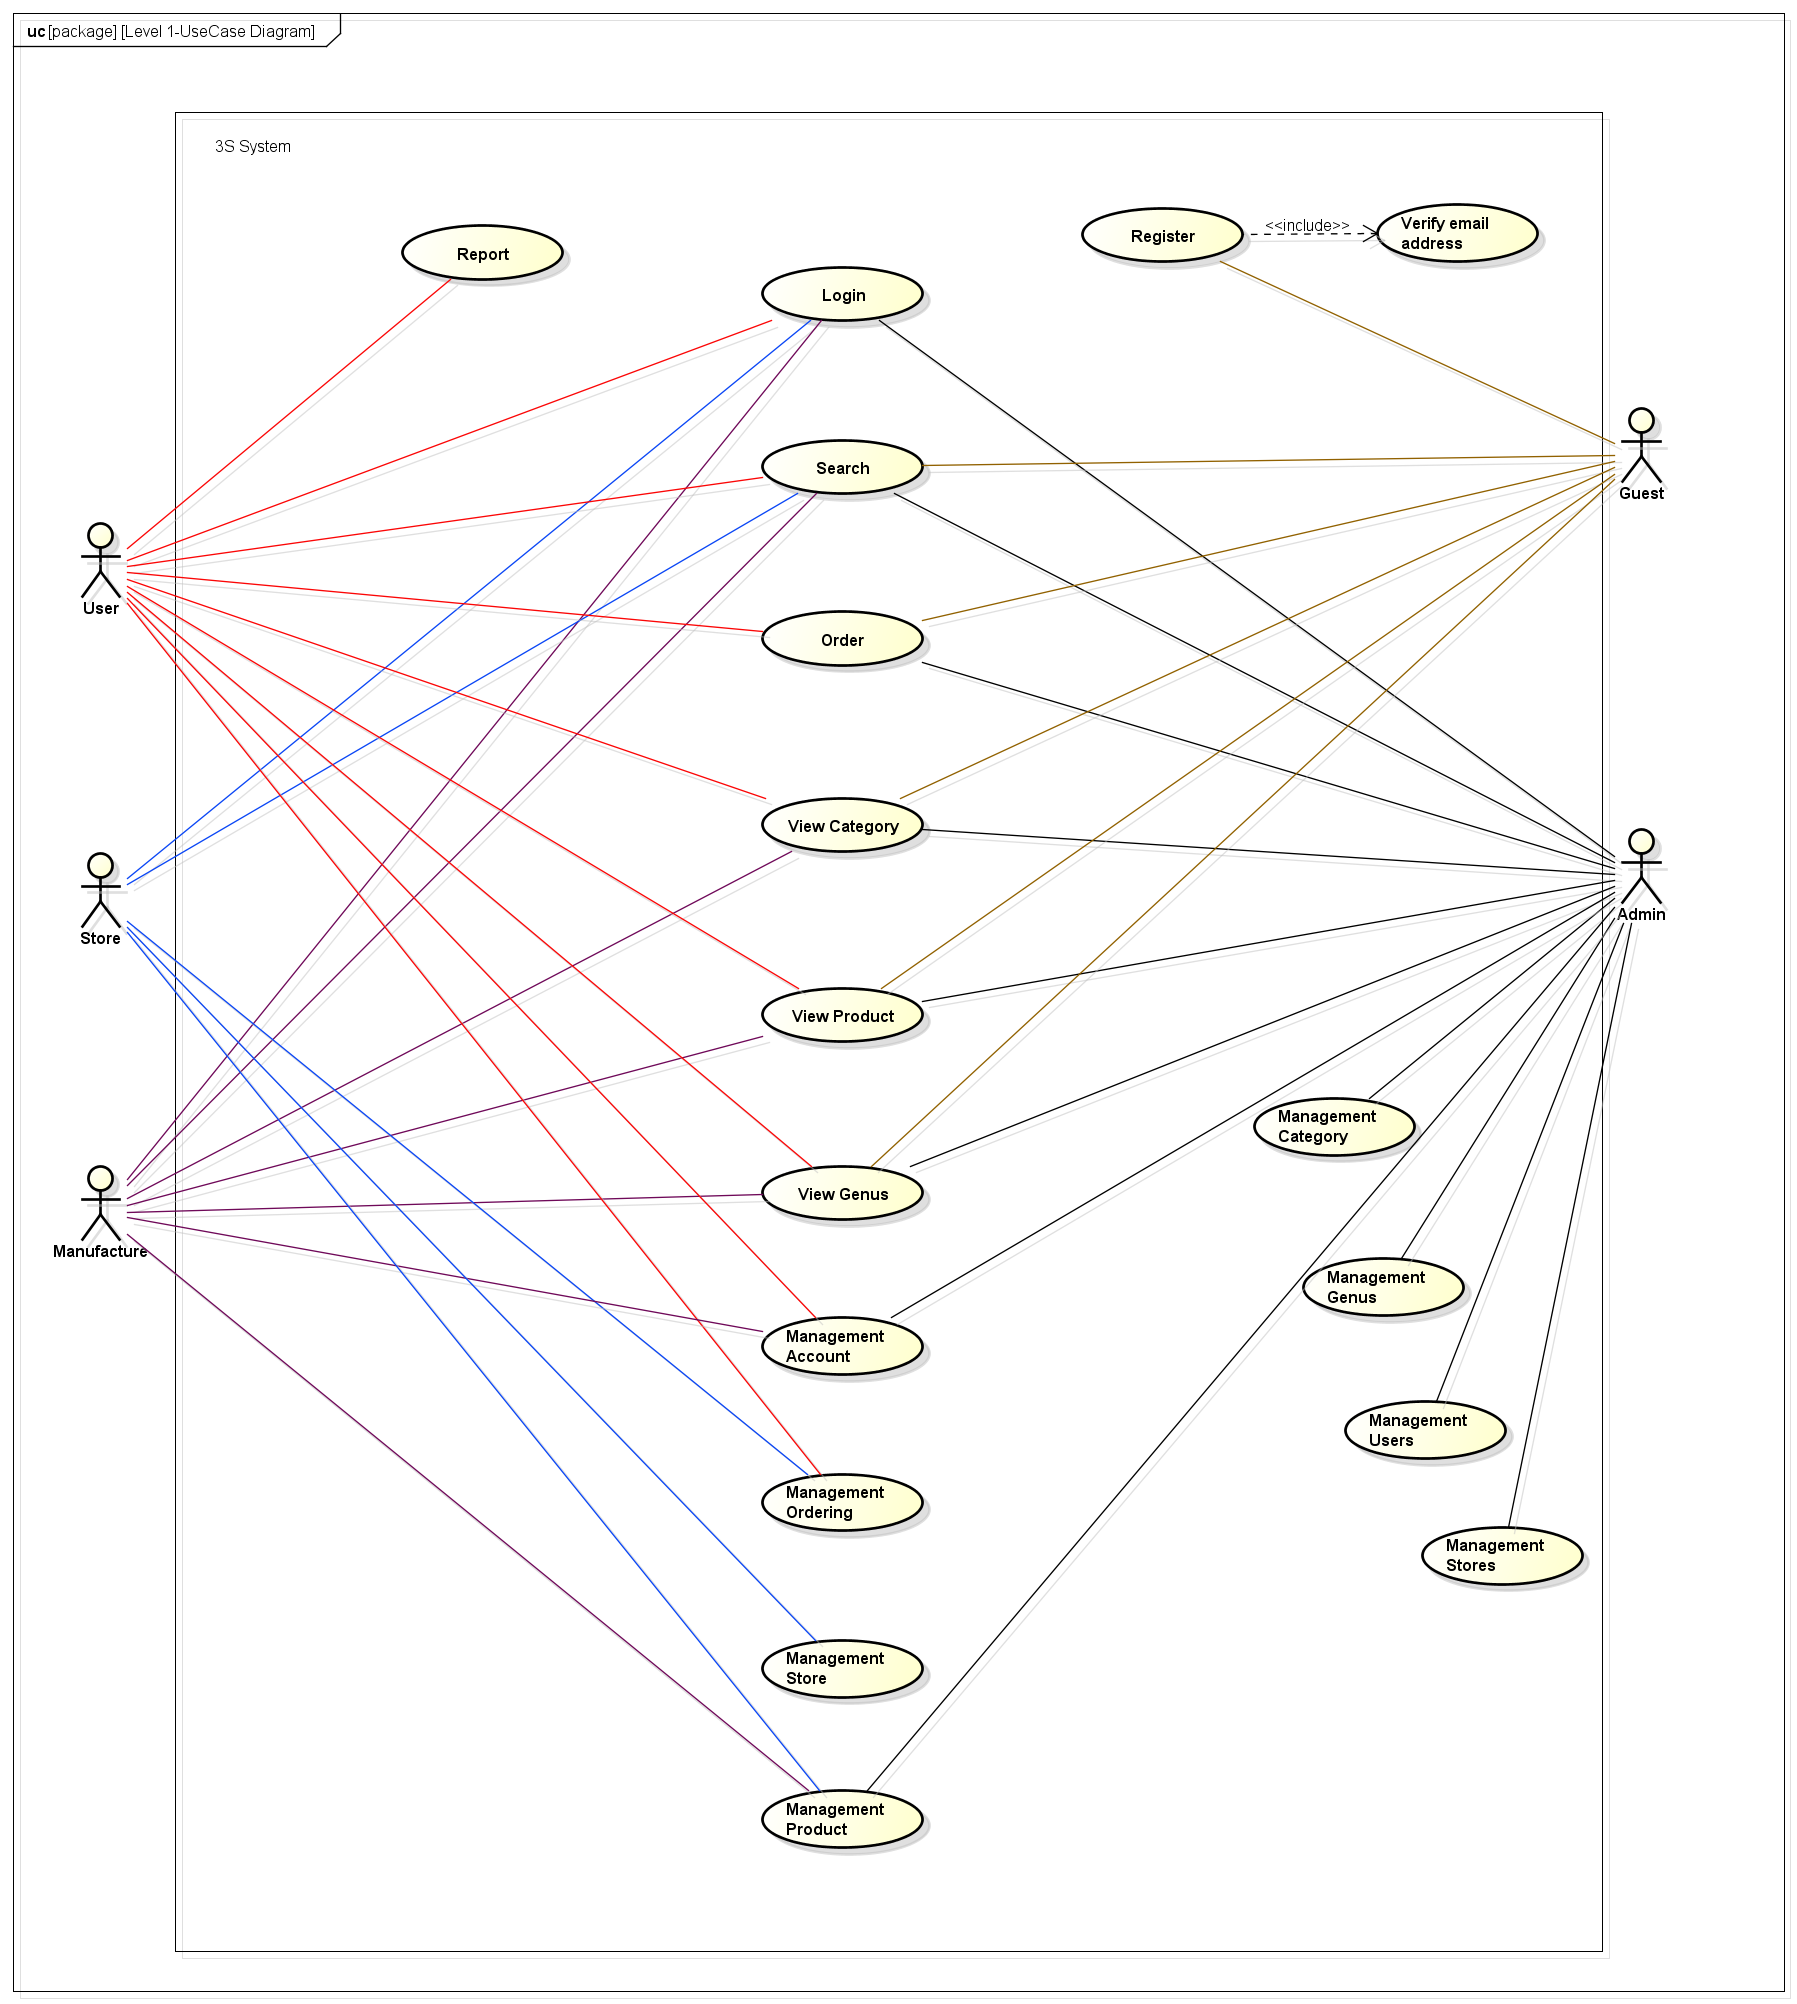 uc [package] [Level 1-UseCase Diagram]
3S System
Report
Login
Register
<<include>>
Verify email
address
Search
Guest
User
Order
View Category
Store
Admin
View Product
Management
Category
View Genus
Manufacture
Management
Genus
Management
Account
Management
Users
Management
Ordering
Management
Stores
Management
Store
Management
Product